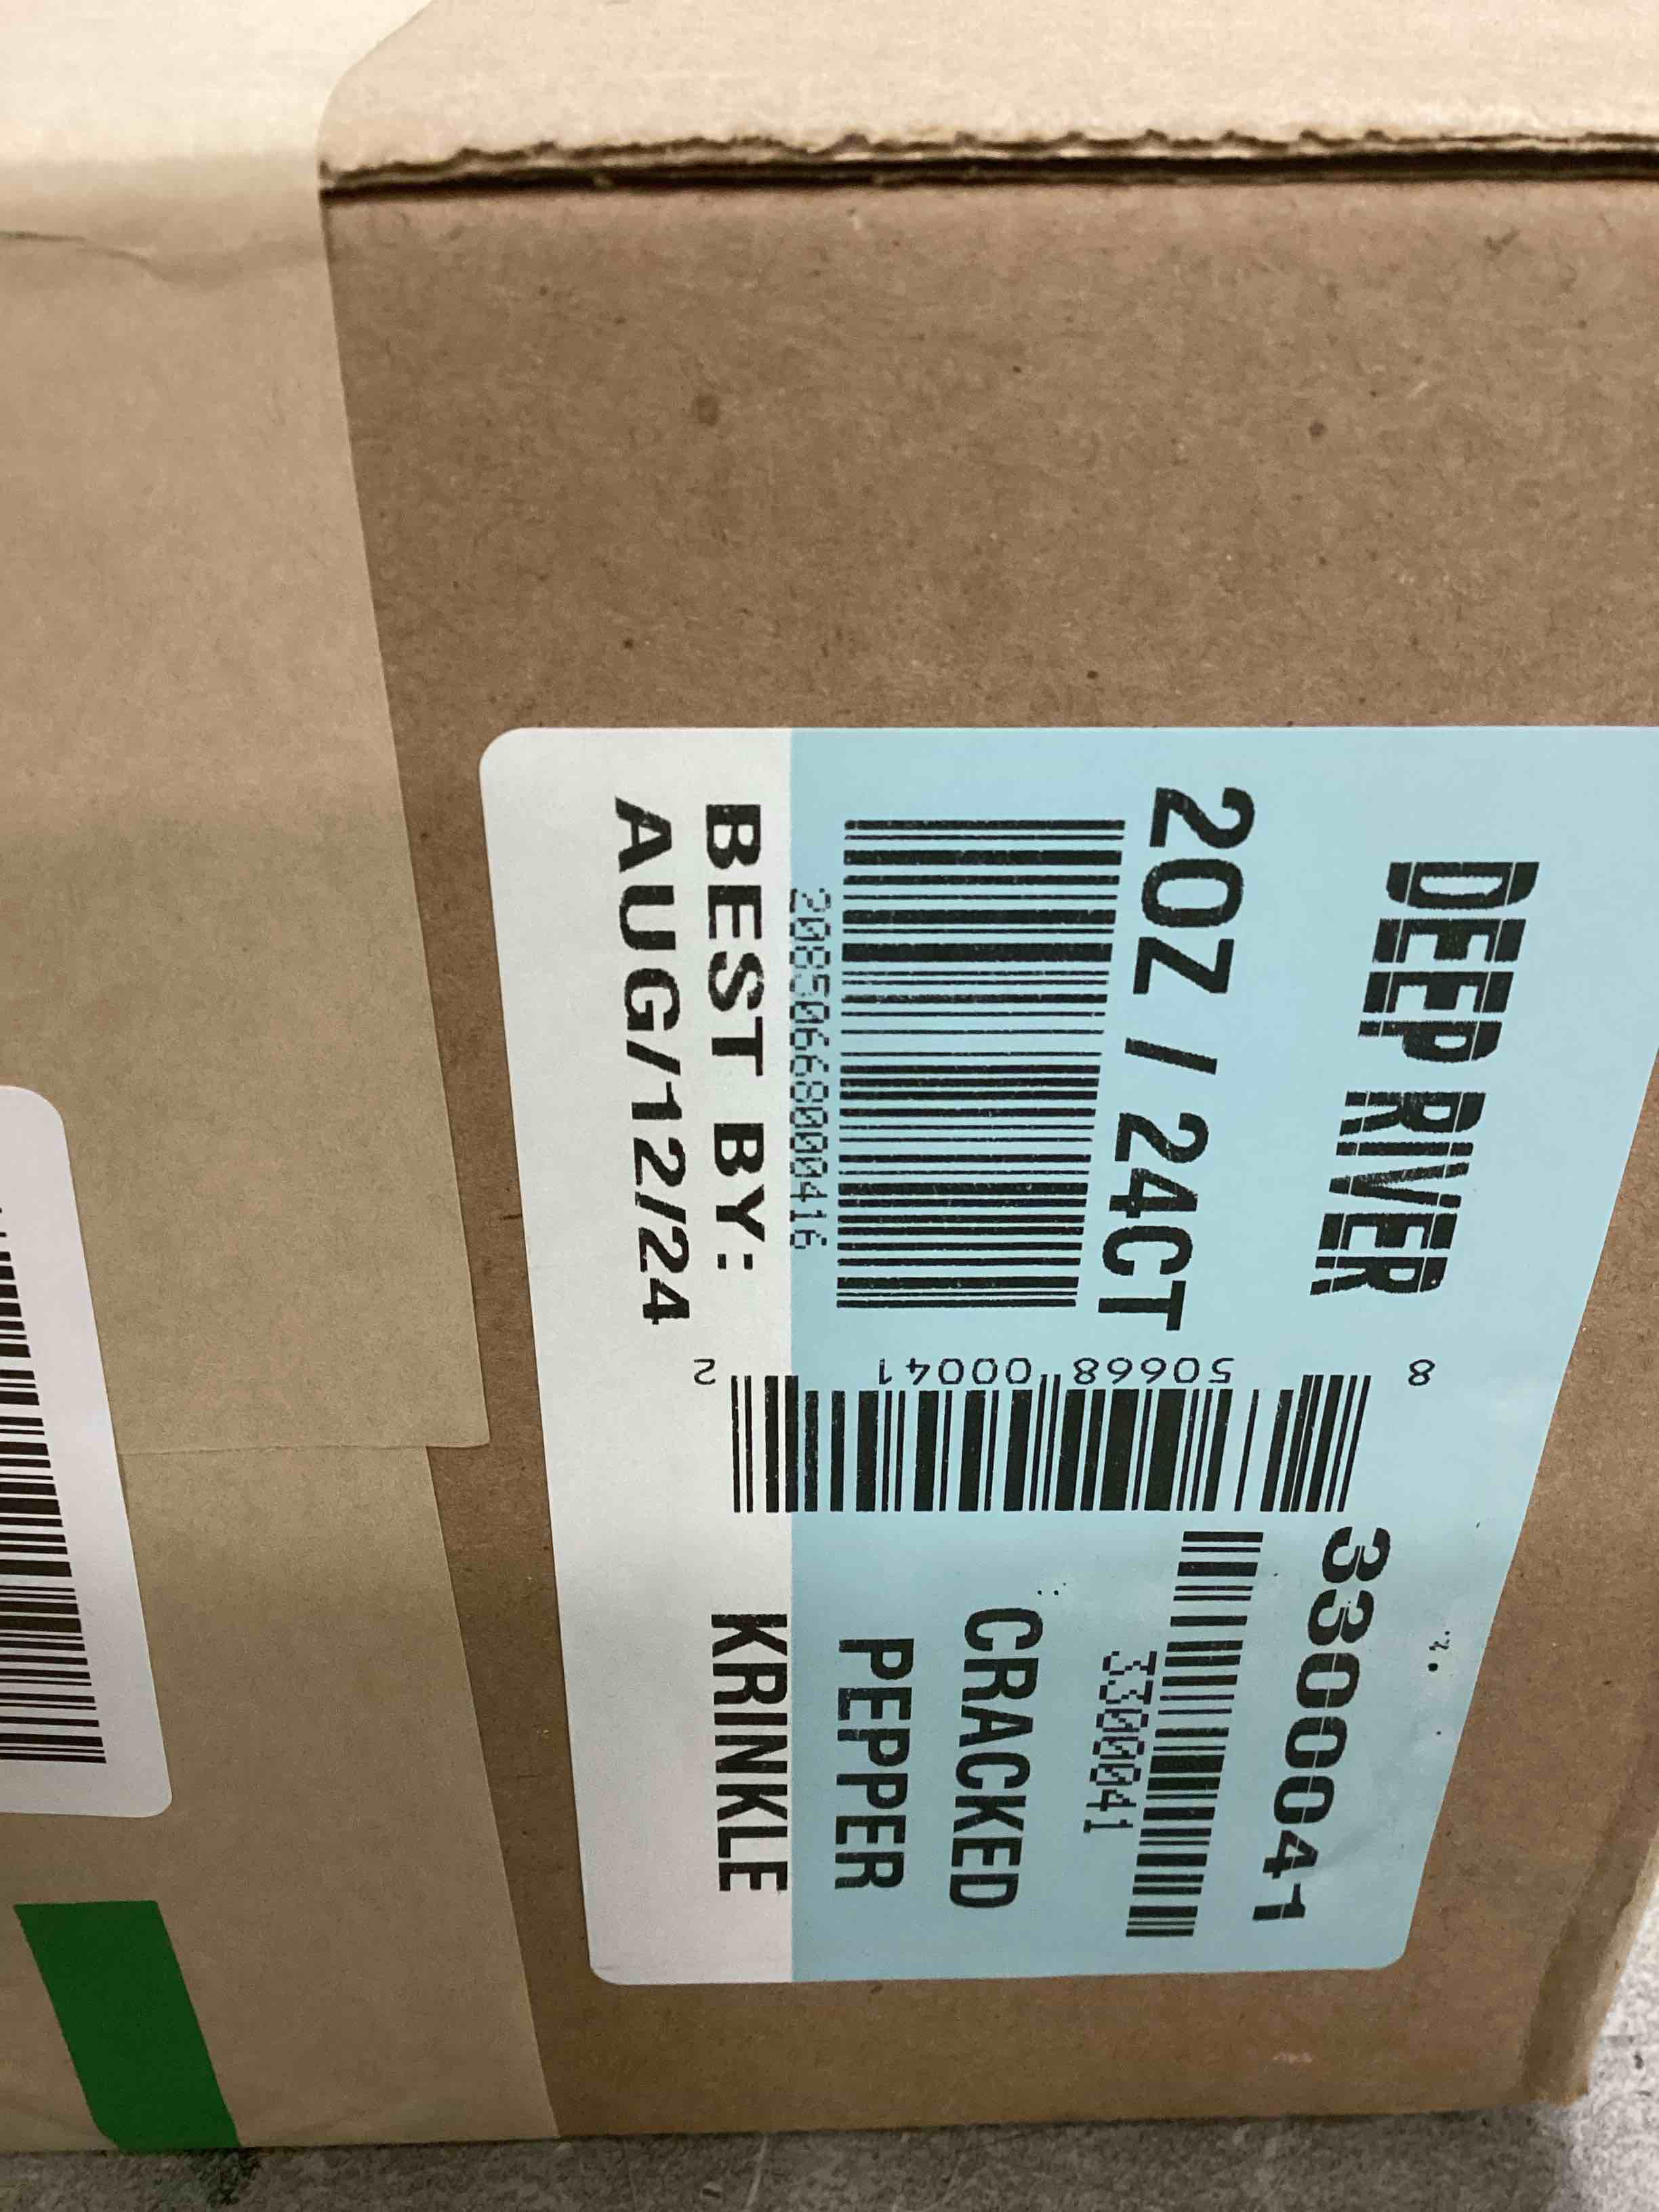 DEEP RIVER
2OZ / 24CT
20850668000416
BEST BY:
AUG/12/24
8 50668 00041 2
3300041
3300041
CRACKED
PEPPER
KRINKLE